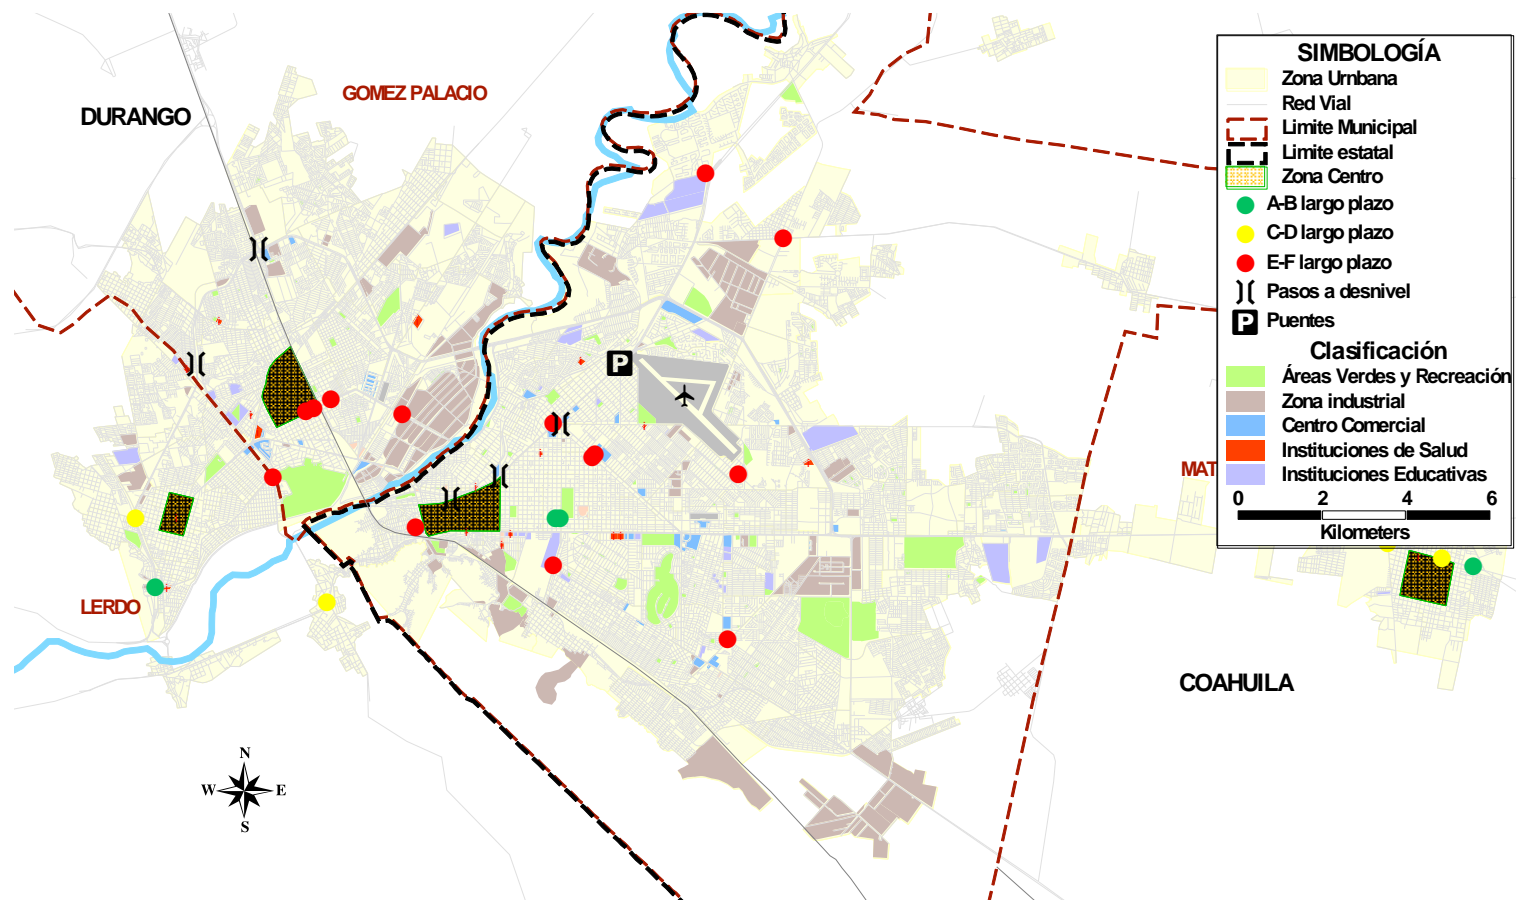 DURANGO
GOMEZ PALACIO
LERDO
MAT
COAHUILA
P
N
W E
S
SIMBOLOGÍA
Zona Urnbana
Red Vial
Limite Municipal
Limite estatal
Zona Centro
A-B largo plazo
C-D largo plazo
E-F largo plazo
Pasos a desnivel
P Puentes
Clasificación
Áreas Verdes y Recreación
Zona industrial
Centro Comercial
Instituciones de Salud
Instituciones Educativas
0 2 4 6
Kilometers